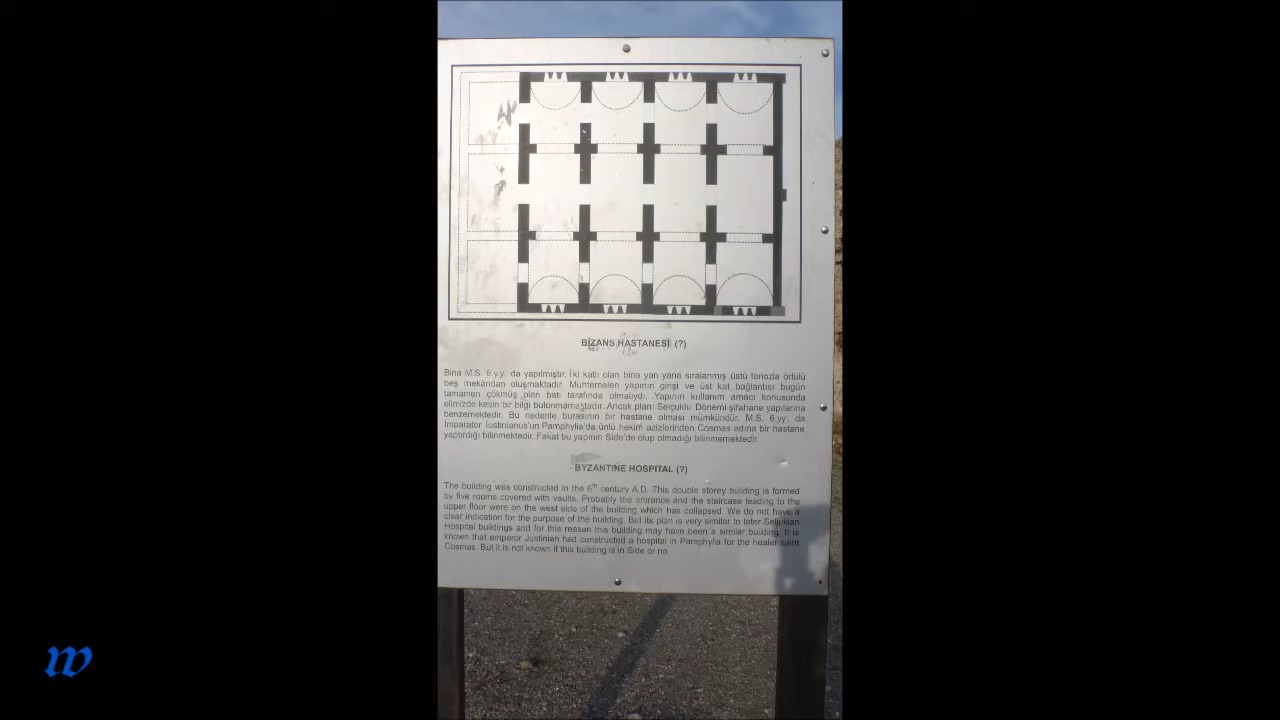 BİZANS HASTANESİ (?)
Bina M.S. 6.y.y. da yapılmıştır. İki katlı olan bina yan yana sıralanmış üstü tonozla örtülü
beş mekândan oluşmaktadır. Muhtemelen yapının girişi ve üst kat bağlantısı bugün
tamamen çökmüş olan batı tarafında olmalıydı. Yapının kullanım amacı konusunda
elimizde kesin bir bilgi bulunmamaktadır. Ancak planı Selçuklu Dönemi şifahane yapılarına
benzemektedir. Bu nedenle burasının bir hastane olması mümkündür. M.S. 6.yy. da
İmparator İustinianus'un Pamphylia'da ünlü hekim azizlerinden Cosmas adına bir hastane
yaptırdığı bilinmektedir. Fakat bu yapının Side'de olup olmadığı bilinmemektedir.
BYZANTINE HOSPITAL (?)
The building was constructed in the 6th century A.D. This double storey building is formed
by five rooms covered with vaults. Probably the entrance and the staircase leading to the
upper floor were on the west side of the building which has collapsed. We do not have a
clear indication for the purpose of the building. But its plan is very similar to later Seljukian
Hospital buildings and for this reason this building may have been a similar building. It is
known that emperor Justinian had constructed a hospital in Pamphylia for the healer saint
Cosmas. But it is not known if this building is in Side or no
w